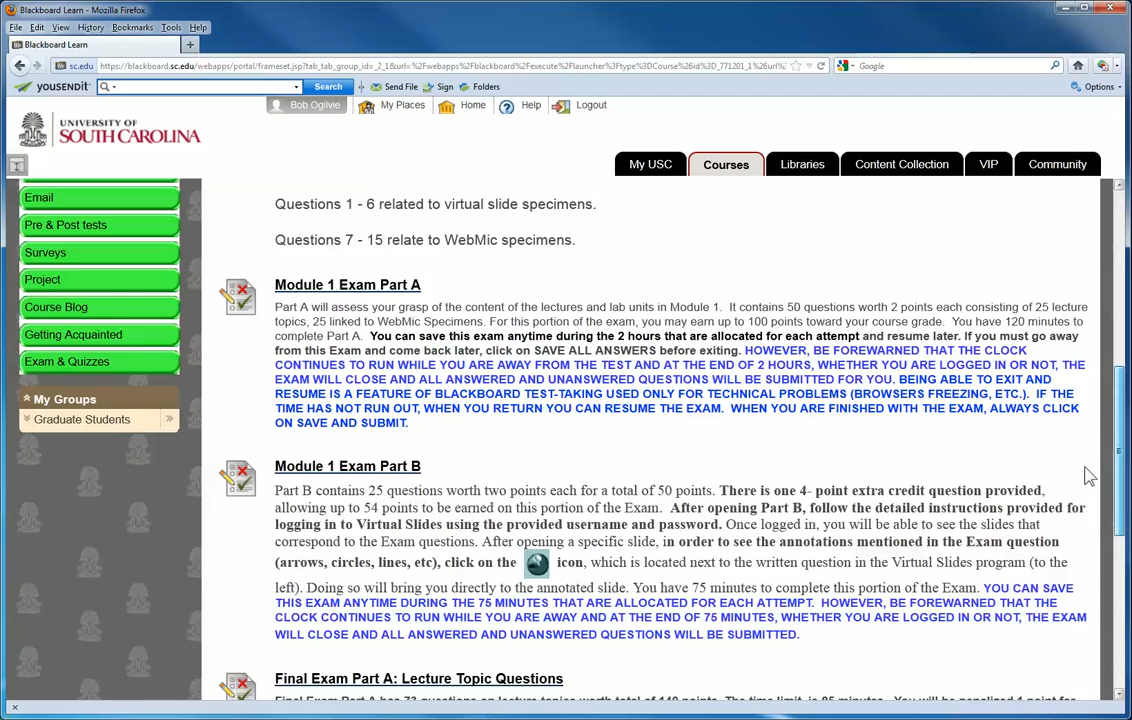 Blackboard Learn - Mozilla Firefox
File Edit View History Bookmarks Tools Help
Blackboard Learn
sc.edu https://blackboard.sc.edu/webapps/portal/frameset.jsp?tab_tab_group_id=_2_1&url=%2Fwebapps%2Fblackboard%2Fexecute%2Flauncher%3Ftype%3DCourse%26id%3D_771201_1%26url%
Google
yousendit Search Send File Sign Folders Options
Bob Ogilvie My Places Home Help Logout
UNIVERSITY OF
SOUTH CAROLINA
My USC Courses Libraries Content Collection VIP Community
Email
Pre & Post tests
Surveys
Project
Course Blog
Getting Acquainted
Exam & Quizzes
My Groups
Graduate Students
Questions 1 - 6 related to virtual slide specimens.
Questions 7 - 15 relate to WebMic specimens.
Module 1 Exam Part A
Part A will assess your grasp of the content of the lectures and lab units in Module 1. It contains 50 questions worth 2 points each consisting of 25 lecture
topics, 25 linked to WebMic Specimens. For this portion of the exam, you may earn up to 100 points toward your course grade. You have 120 minutes to
complete Part A. You can save this exam anytime during the 2 hours that are allocated for each attempt and resume later. If you must go away
from this Exam and come back later, click on SAVE ALL ANSWERS before exiting. HOWEVER, BE FOREWARNED THAT THE CLOCK
CONTINUES TO RUN WHILE YOU ARE AWAY FROM THE TEST AND AT THE END OF 2 HOURS, WHETHER YOU ARE LOGGED IN OR NOT, THE
EXAM WILL CLOSE AND ALL ANSWERED AND UNANSWERED QUESTIONS WILL BE SUBMITTED FOR YOU. BEING ABLE TO EXIT AND
RESUME IS A FEATURE OF BLACKBOARD TEST-TAKING USED ONLY FOR TECHNICAL PROBLEMS (BROWSERS FREEZING, ETC.). IF THE
TIME HAS NOT RUN OUT, WHEN YOU RETURN YOU CAN RESUME THE EXAM. WHEN YOU ARE FINISHED WITH THE EXAM, ALWAYS CLICK
ON SAVE AND SUBMIT.
Module 1 Exam Part B
Part B contains 25 questions worth two points each for a total of 50 points. There is one 4- point extra credit question provided,
allowing up to 54 points to be earned on this portion of the Exam. After opening Part B, follow the detailed instructions provided for
logging in to Virtual Slides using the provided username and password. Once logged in, you will be able to see the slides that
correspond to the Exam questions. After opening a specific slide, in order to see the annotations mentioned in the Exam question
(arrows, circles, lines, etc), click on the icon, which is located next to the written question in the Virtual Slides program (to the
left). Doing so will bring you directly to the annotated slide. You have 75 minutes to complete this portion of the Exam. YOU CAN SAVE
THIS EXAM ANYTIME DURING THE 75 MINUTES THAT ARE ALLOCATED FOR EACH ATTEMPT. HOWEVER, BE FOREWARNED THAT THE
CLOCK CONTINUES TO RUN WHILE YOU ARE AWAY AND AT THE END OF 75 MINUTES, WHETHER YOU ARE LOGGED IN OR NOT, THE EXAM
WILL CLOSE AND ALL ANSWERED AND UNANSWERED QUESTIONS WILL BE SUBMITTED.
Final Exam Part A: Lecture Topic Questions